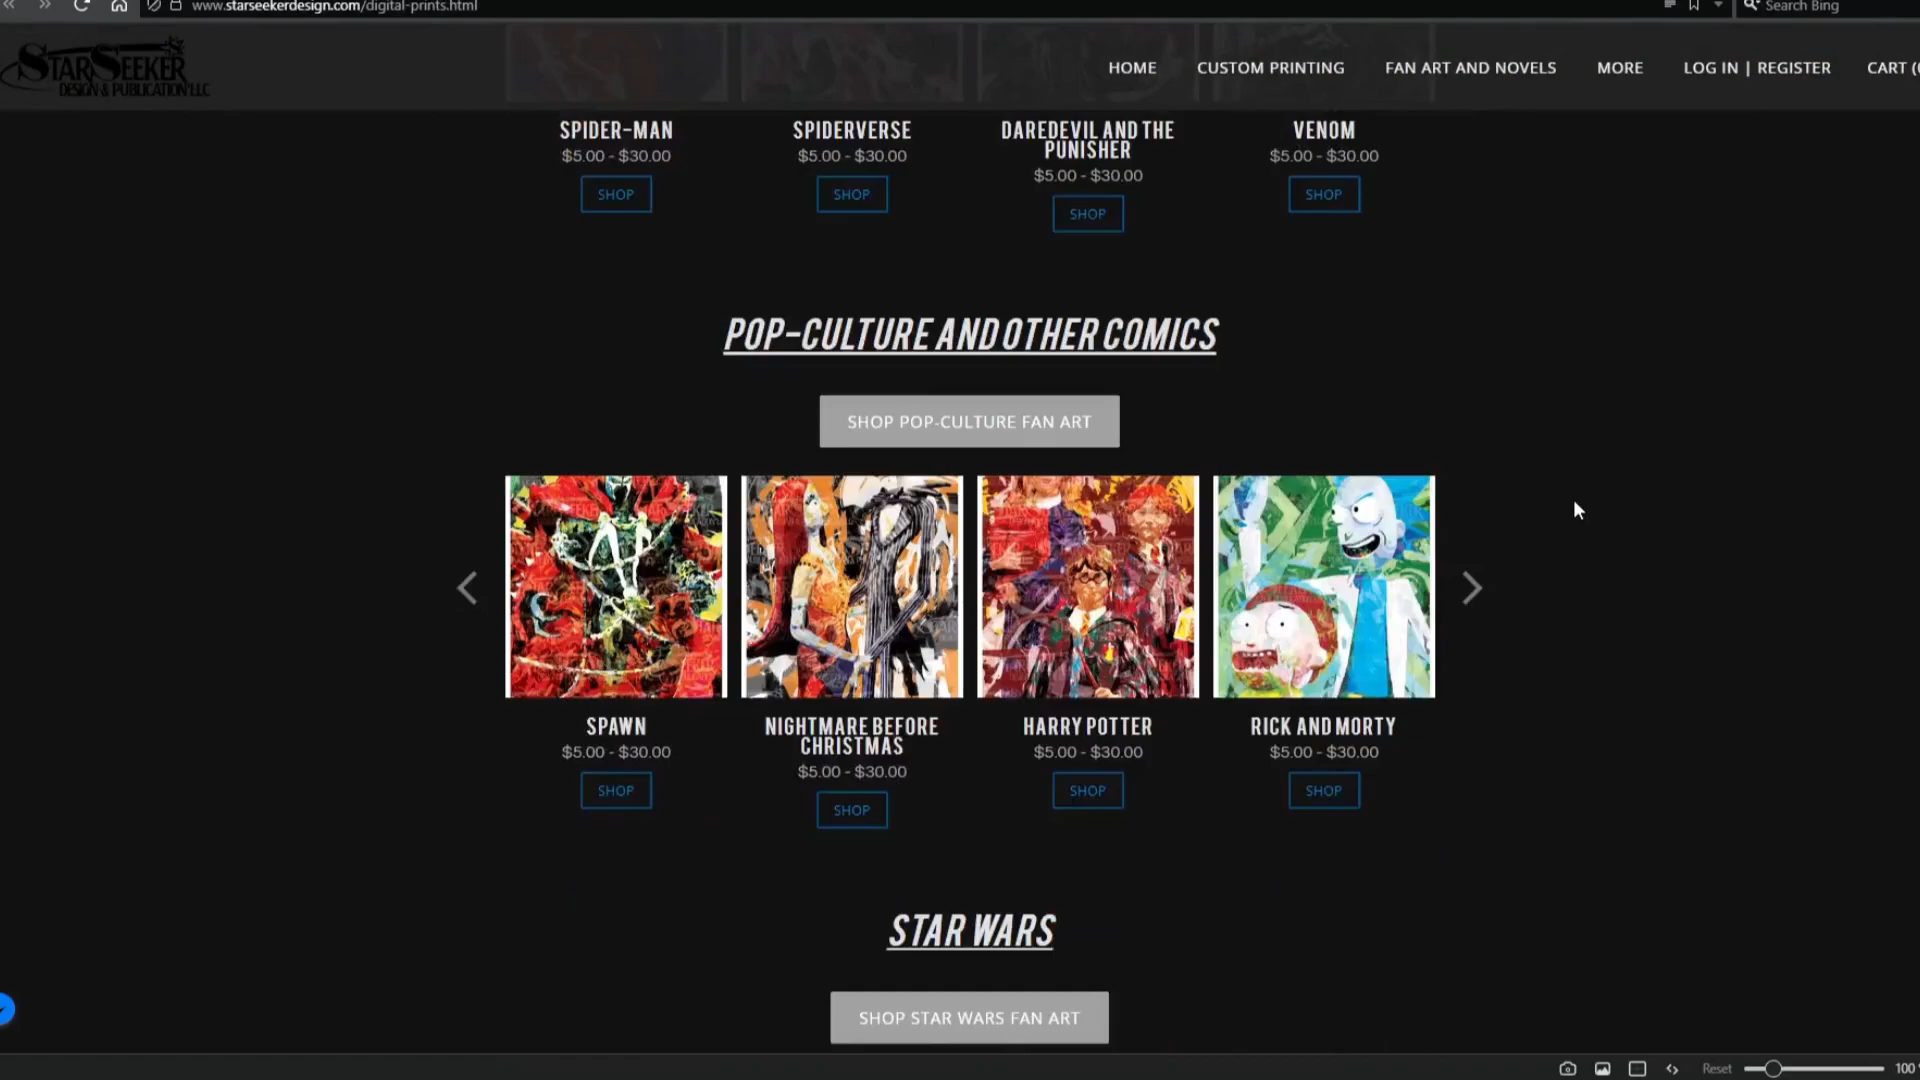 www.starseekerdesign.com/digital-prints.html
Search Bing
STARSEEKER
DESIGN & PUBLICATION LLC
HOME
CUSTOM PRINTING
FAN ART AND NOVELS
MORE
LOG IN | REGISTER
CART (
SPIDER-MAN
$5.00 - $30.00
SHOP
SPIDERVERSE
$5.00 - $30.00
SHOP
DAREDEVIL AND THE
PUNISHER
$5.00 - $30.00
SHOP
VENOM
$5.00 - $30.00
SHOP
POP-CULTURE AND OTHER COMICS
SHOP POP-CULTURE FAN ART
SPAWN
$5.00 - $30.00
SHOP
NIGHTMARE BEFORE
CHRISTMAS
$5.00 - $30.00
SHOP
HARRY POTTER
$5.00 - $30.00
SHOP
RICK AND MORTY
$5.00 - $30.00
SHOP
STAR WARS
SHOP STAR WARS FAN ART
Reset
100